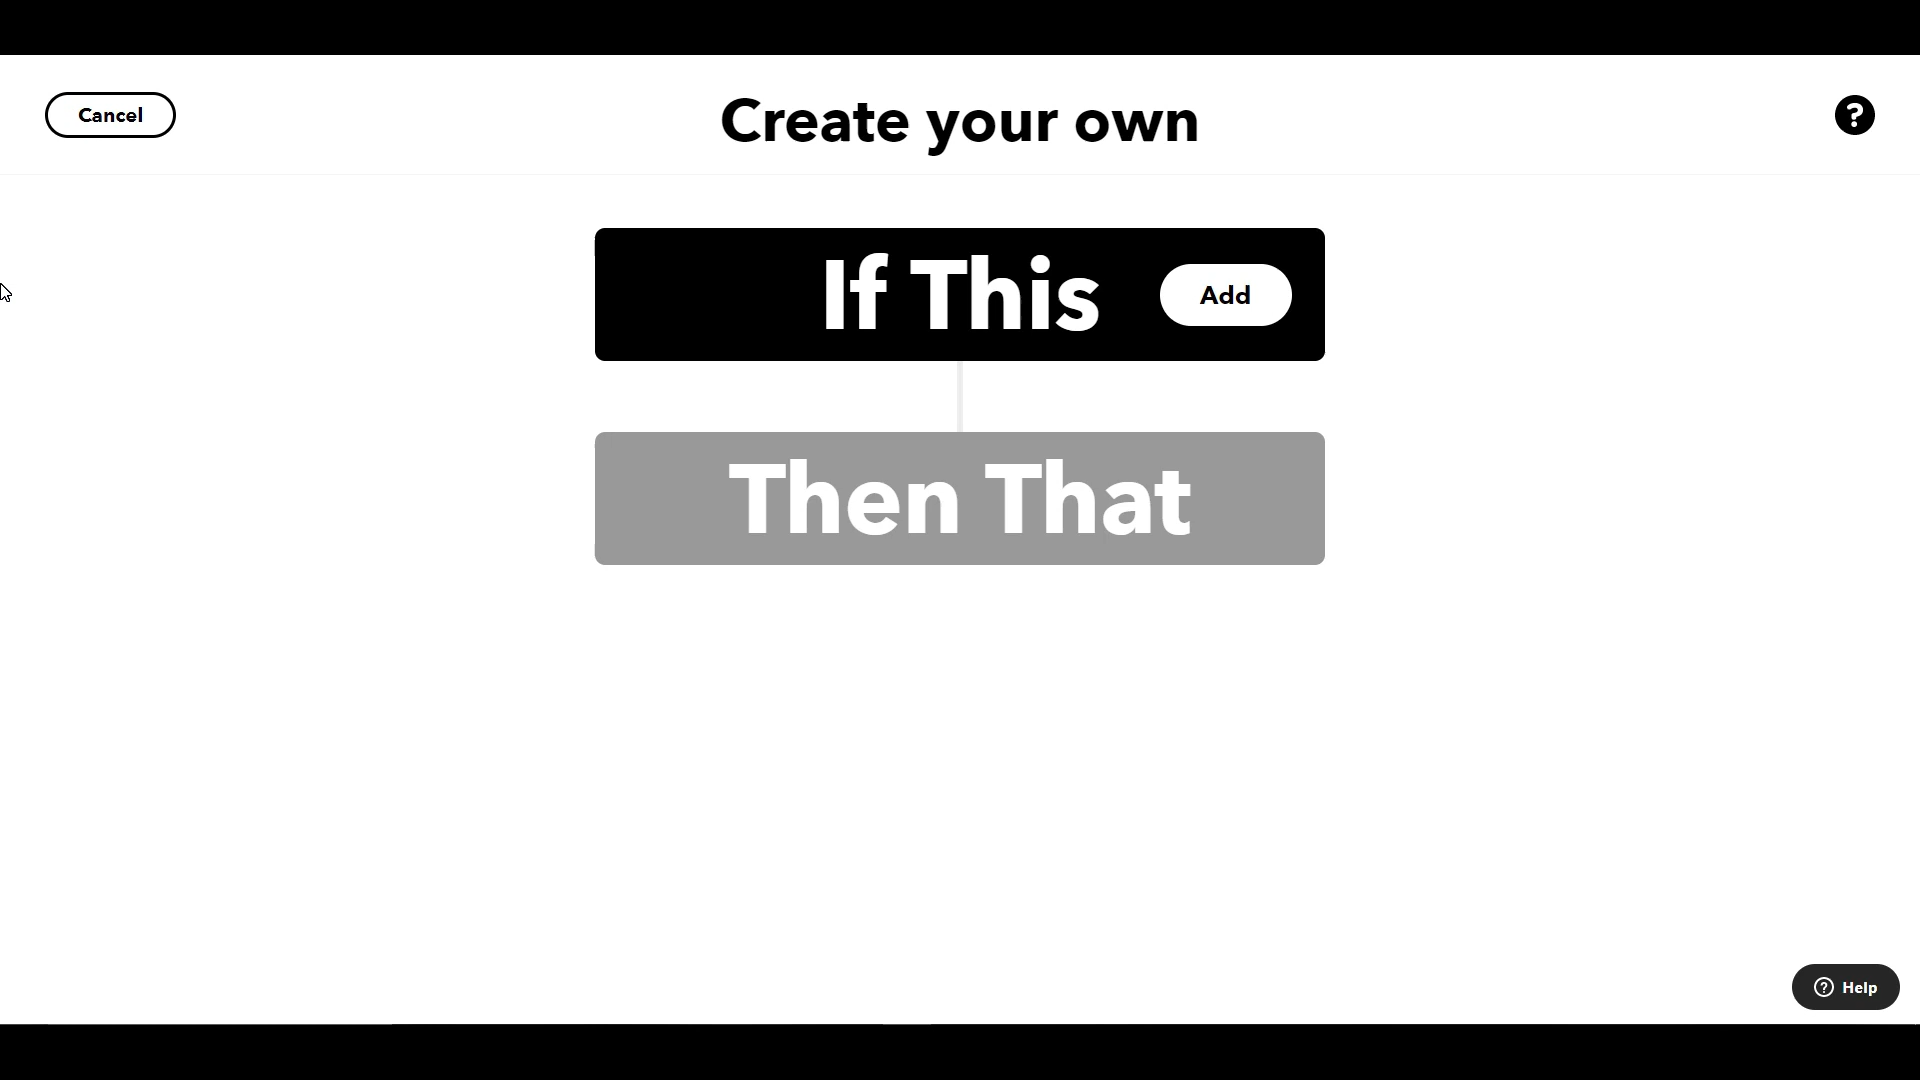 Cancel
Create your own
?
If This
Add
Then That
? Help